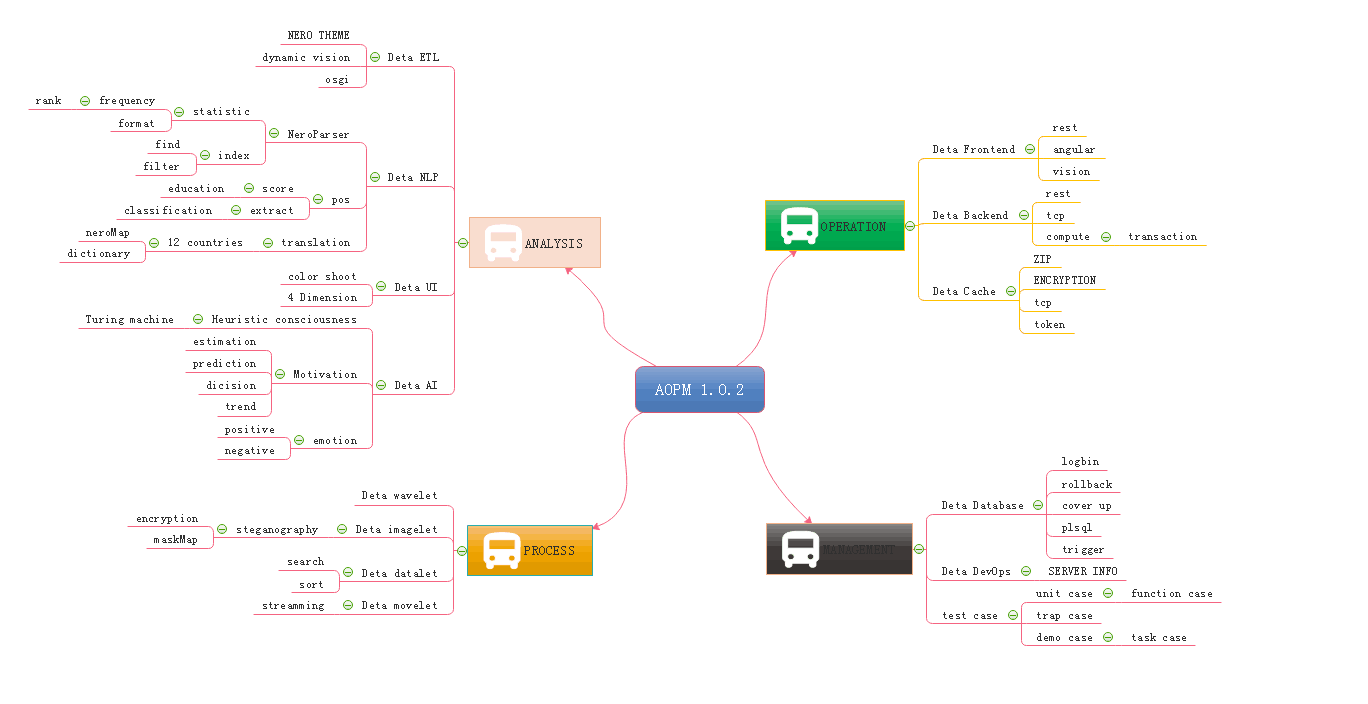 AOPM 1.0.2
ANALYSIS
Deta ETL
NERO THEME
dynamic vision
osgi
Deta NLP
NeroParser
statistic
frequency
rank
format
index
find
filter
pos
score
education
extract
classification
translation
12 countries
neroMap
dictionary
Deta UI
color shoot
4 Dimension
Deta AI
Heuristic consciousness
Turing machine
Motivation
estimation
prediction
dicision
trend
emotion
positive
negative
OPERATION
Deta Frontend
rest
angular
vision
Deta Backend
rest
tcp
compute
transaction
Deta Cache
ZIP
ENCRYPTION
tcp
token
PROCESS
Deta wavelet
Deta imagelet
steganography
encryption
maskMap
Deta datalet
search
sort
Deta movelet
streamming
MANAGEMENT
Deta Database
logbin
rollback
cover up
plsql
trigger
Deta DevOps
SERVER INFO
test case
unit case
function case
trap case
demo case
task case